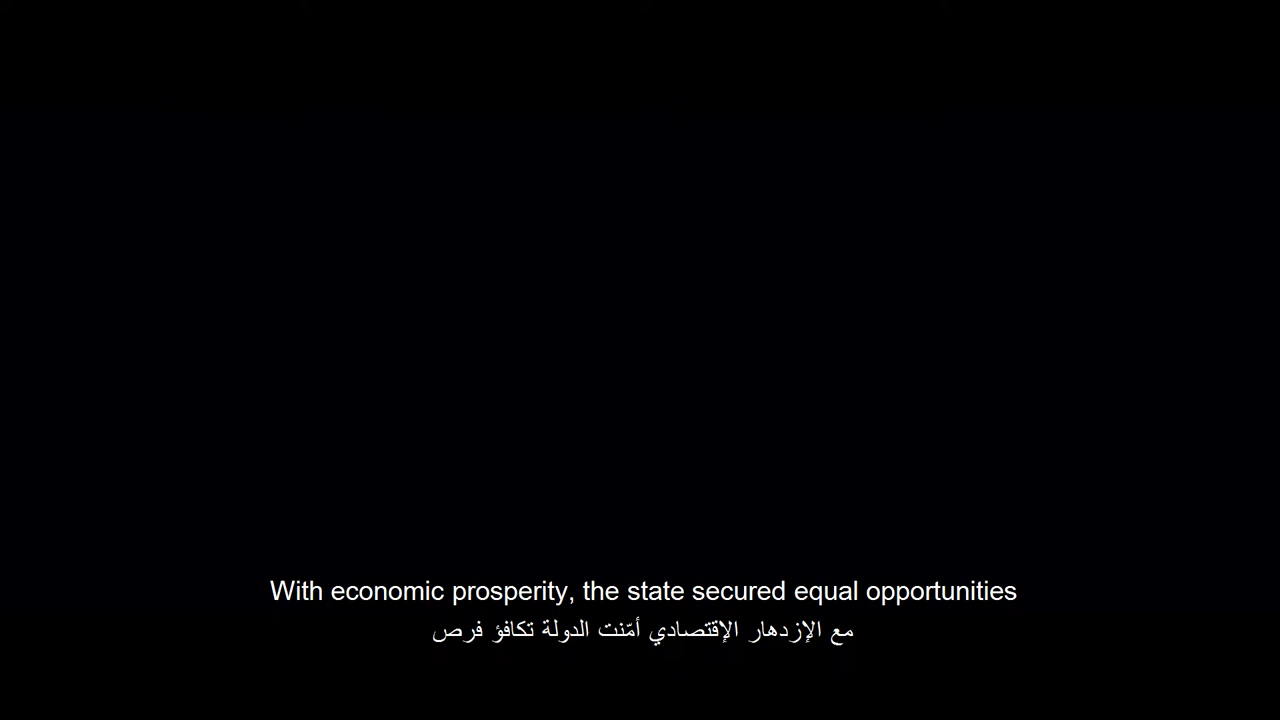 With economic prosperity, the state secured equal opportunities
مع الإزدهار الإقتصادي أمّنت الدولة تكافؤ فرص